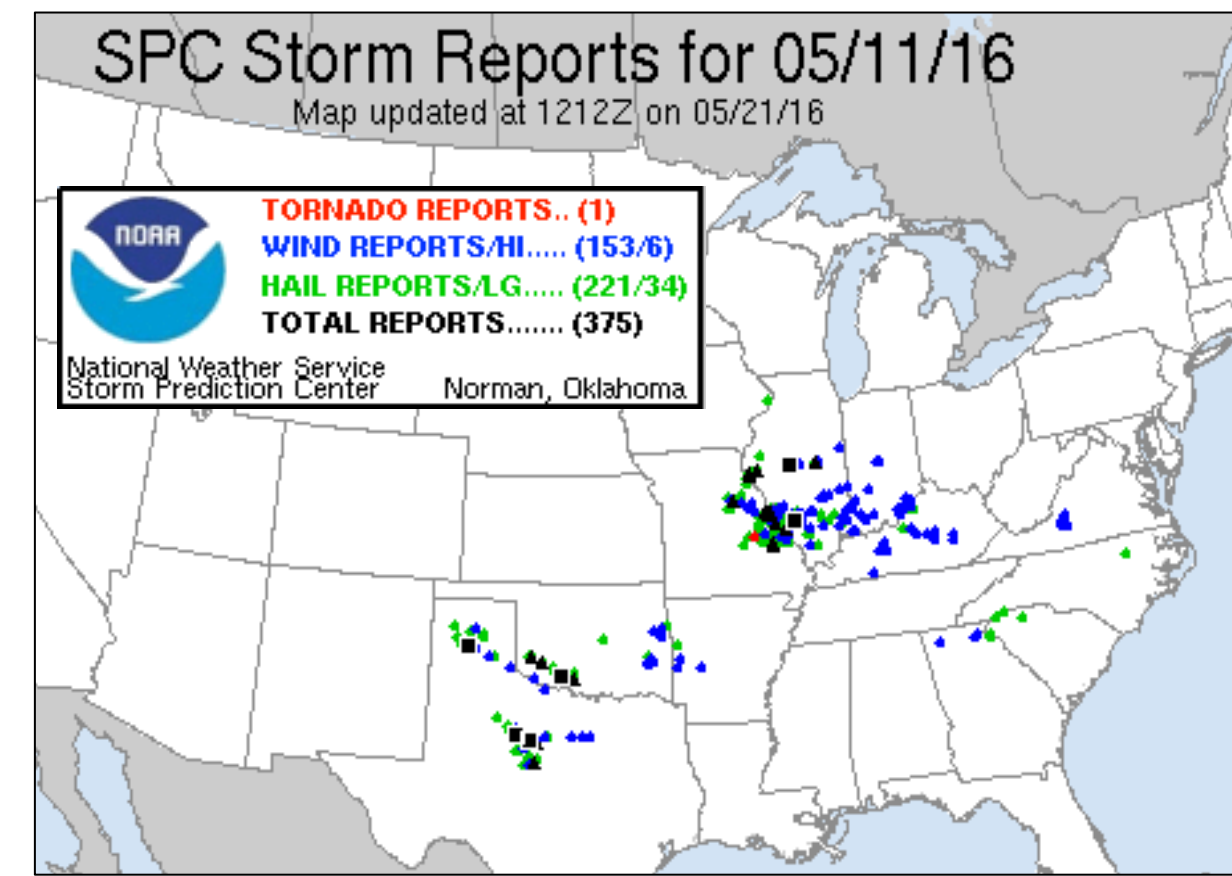 SPC Storm Reports for 05/11/16
Map updated at 1212Z on 05/21/16
NOAA
TORNADO REPORTS.. (1)
WIND REPORTS/HI..... (153/6)
HAIL REPORTS/LG..... (221/34)
TOTAL REPORTS....... (375)
National Weather Service
Storm Prediction Center Norman, Oklahoma